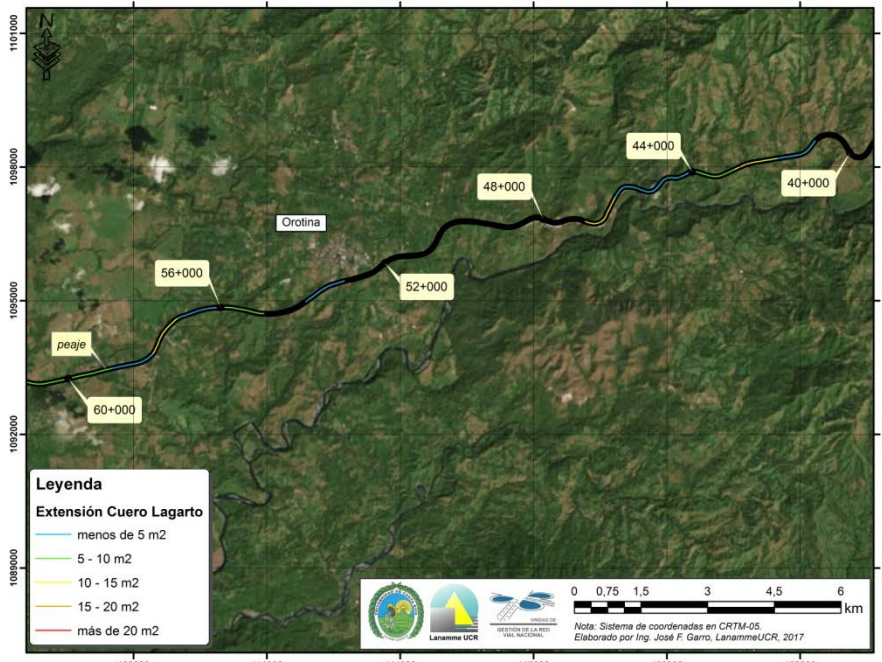 N
1101000
1098000
1095000
1092000
1089000
44+000
40+000
48+000
Orotina
56+000
52+000
peaje
60+000
Leyenda
Extensión Cuero Lagarto
menos de 5 m2
5 - 10 m2
10 - 15 m2
15 - 20 m2
más de 20 m2
Lanamme UCR
UNIDAD DE
GESTIÓN DE LA RED
VIAL NACIONAL
0 0,75 1,5 3 4,5 6
km
Nota: Sistema de coordenadas en CRTM-05.
Elaborado por Ing. José F. Garro, LanammeUCR, 2017